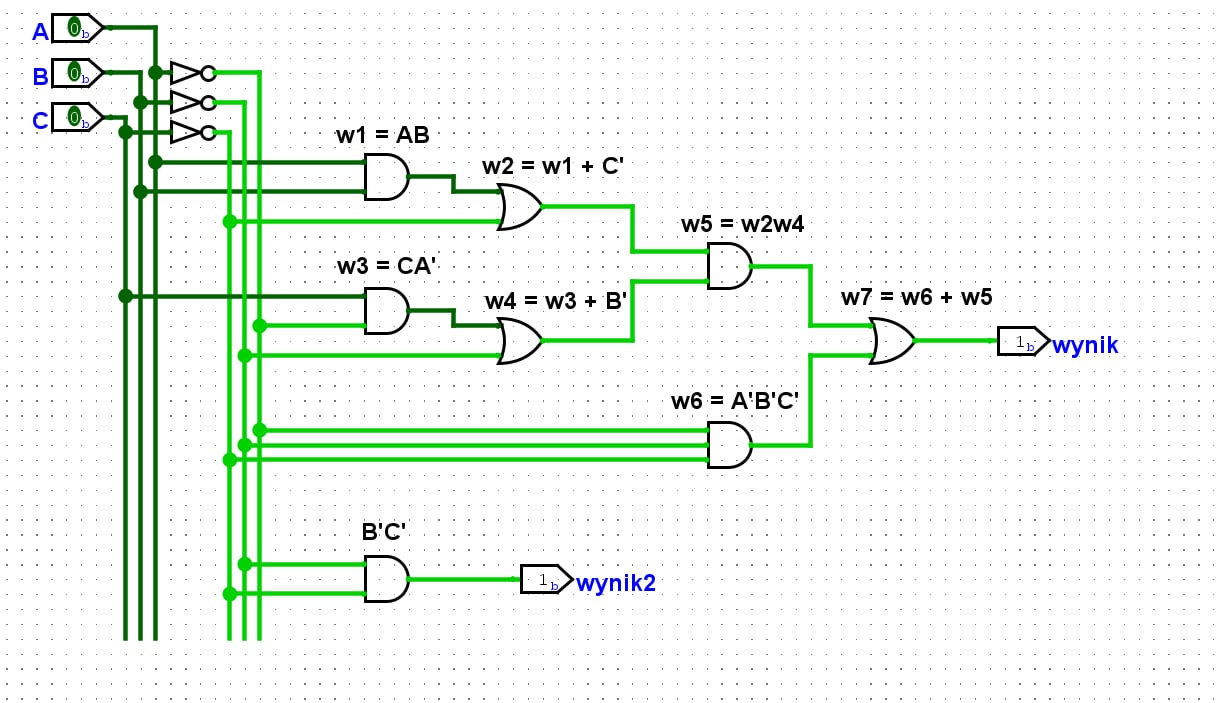 A 0b
B 0b
C 0b
w1 = AB
w2 = w1 + C'
w5 = w2w4
w3 = CA'
w4 = w3 + B'
w7 = w6 + w5
1b wynik
w6 = A'B'C'
B'C'
1b wynik2